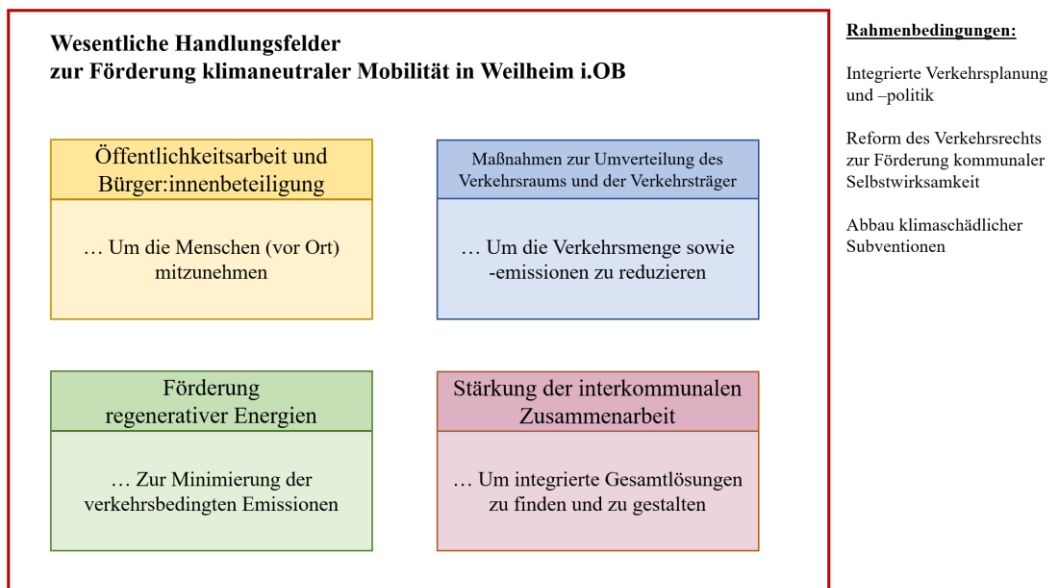 Wesentliche Handlungsfelder
zur Förderung klimaneutraler Mobilität in Weilheim i.OB
Öffentlichkeitsarbeit und
Bürger:innenbeteiligung
… Um die Menschen (vor Ort)
mitzunehmen
Maßnahmen zur Umverteilung des
Verkehrsraums und der Verkehrsträger
… Um die Verkehrsmenge sowie
-emissionen zu reduzieren
Förderung
regenerativer Energien
… Zur Minimierung der
verkehrsbedingten Emissionen
Stärkung der interkommunalen
Zusammenarbeit
… Um integrierte Gesamtlösungen
zu finden und zu gestalten
Rahmenbedingungen:
Integrierte Verkehrsplanung
und –politik
Reform des Verkehrsrechts
zur Förderung kommunaler
Selbstwirksamkeit
Abbau klimaschädlicher
Subventionen